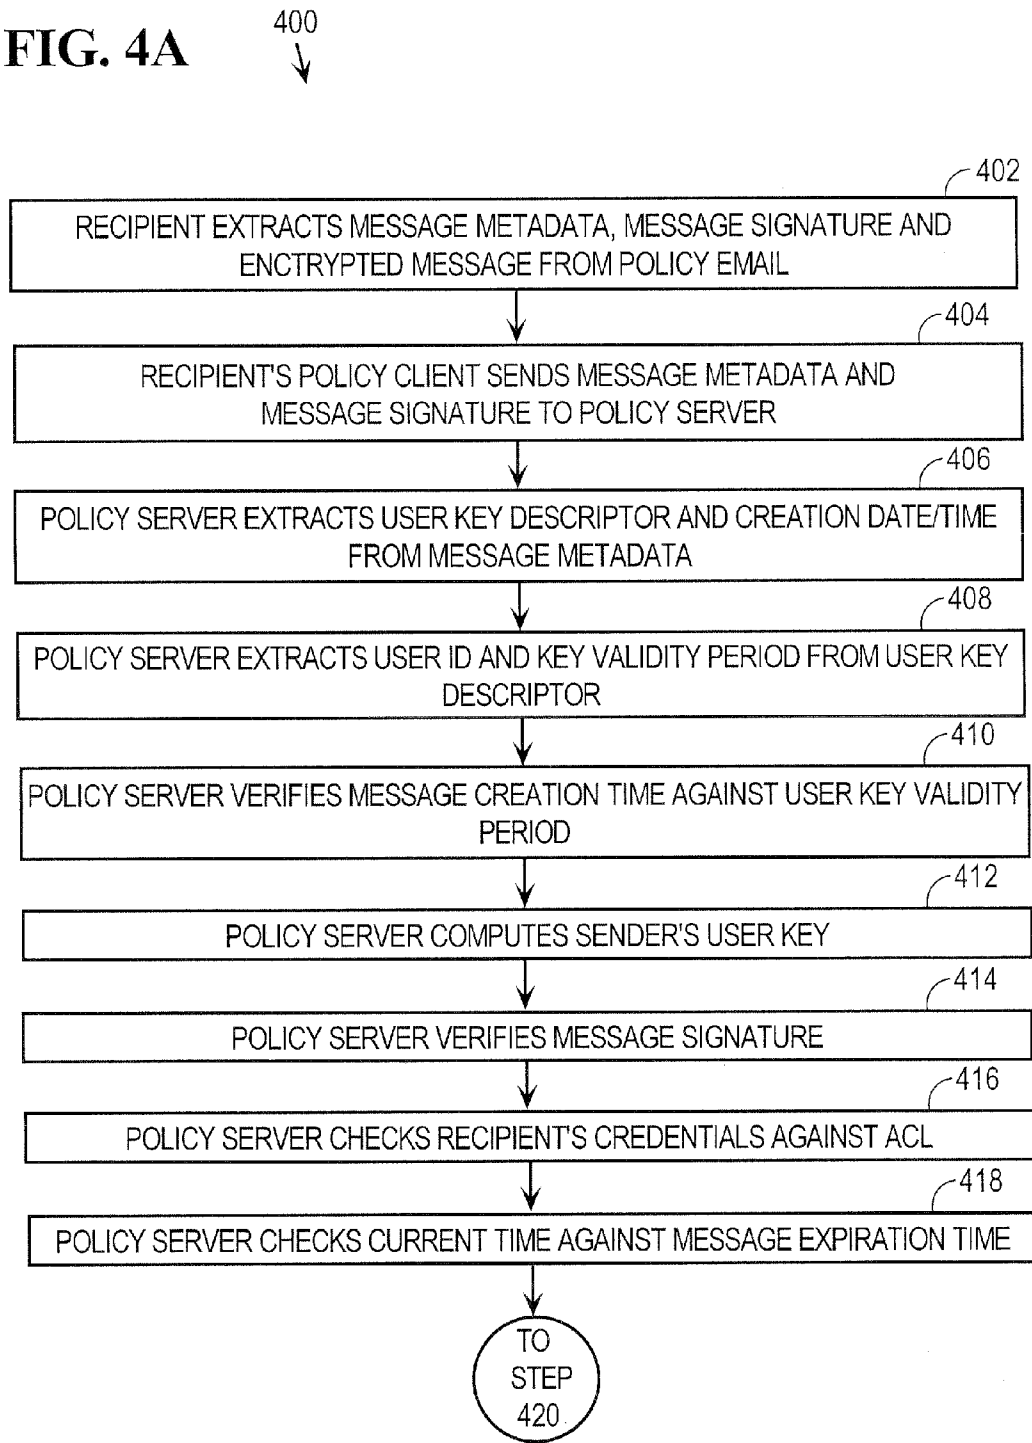 FIG. 4A
400
402
RECIPIENT EXTRACTS MESSAGE METADATA, MESSAGE SIGNATURE AND
ENCTRYPTED MESSAGE FROM POLICY EMAIL
404
RECIPIENT'S POLICY CLIENT SENDS MESSAGE METADATA AND
MESSAGE SIGNATURE TO POLICY SERVER
406
POLICY SERVER EXTRACTS USER KEY DESCRIPTOR AND CREATION DATE/TIME
FROM MESSAGE METADATA
408
POLICY SERVER EXTRACTS USER ID AND KEY VALIDITY PERIOD FROM USER KEY
DESCRIPTOR
410
POLICY SERVER VERIFIES MESSAGE CREATION TIME AGAINST USER KEY VALIDITY
PERIOD
412
POLICY SERVER COMPUTES SENDER'S USER KEY
414
POLICY SERVER VERIFIES MESSAGE SIGNATURE
416
POLICY SERVER CHECKS RECIPIENT'S CREDENTIALS AGAINST ACL
418
POLICY SERVER CHECKS CURRENT TIME AGAINST MESSAGE EXPIRATION TIME
TO
STEP
420